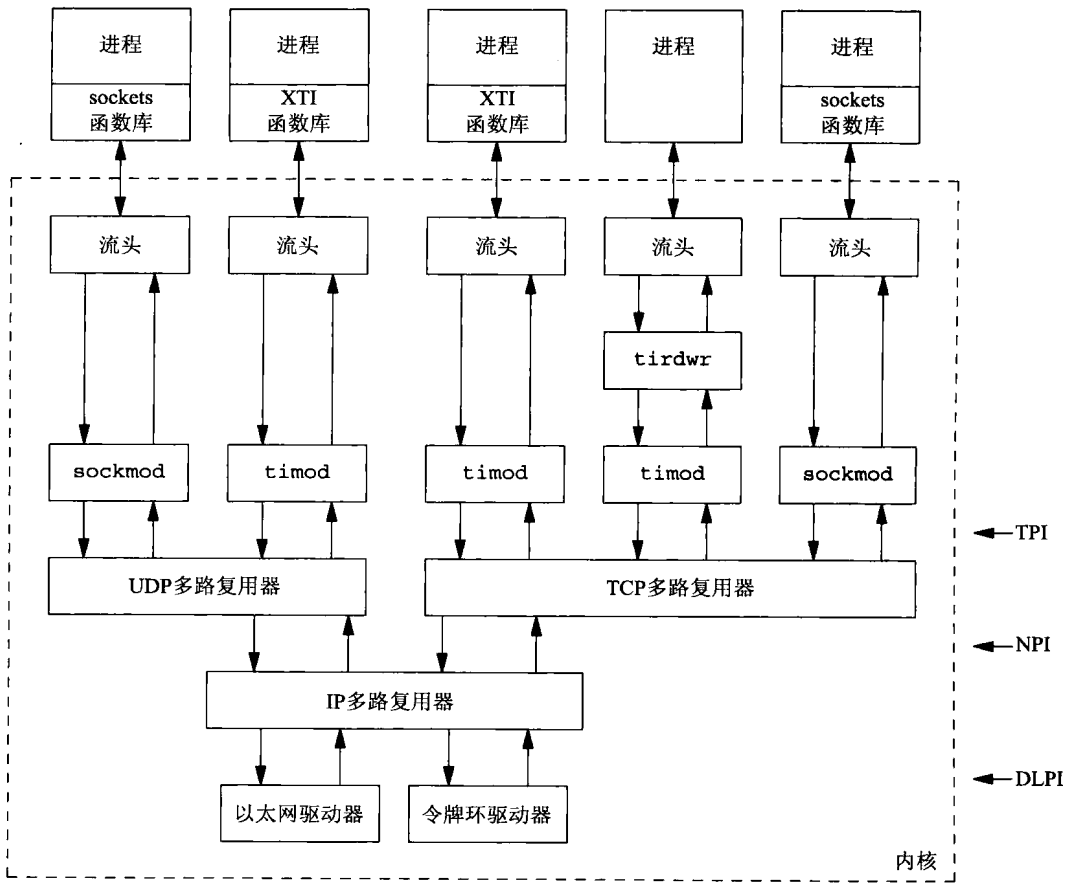 进程
进程
进程
进程
进程
sockets
函数库
XTI
函数库
XTI
函数库
sockets
函数库
流头
流头
流头
流头
流头
tirdwr
sockmod
timod
timod
timod
sockmod
TPI
UDP多路复用器
TCP多路复用器
NPI
IP多路复用器
DLPI
以太网驱动器
令牌环驱动器
内核